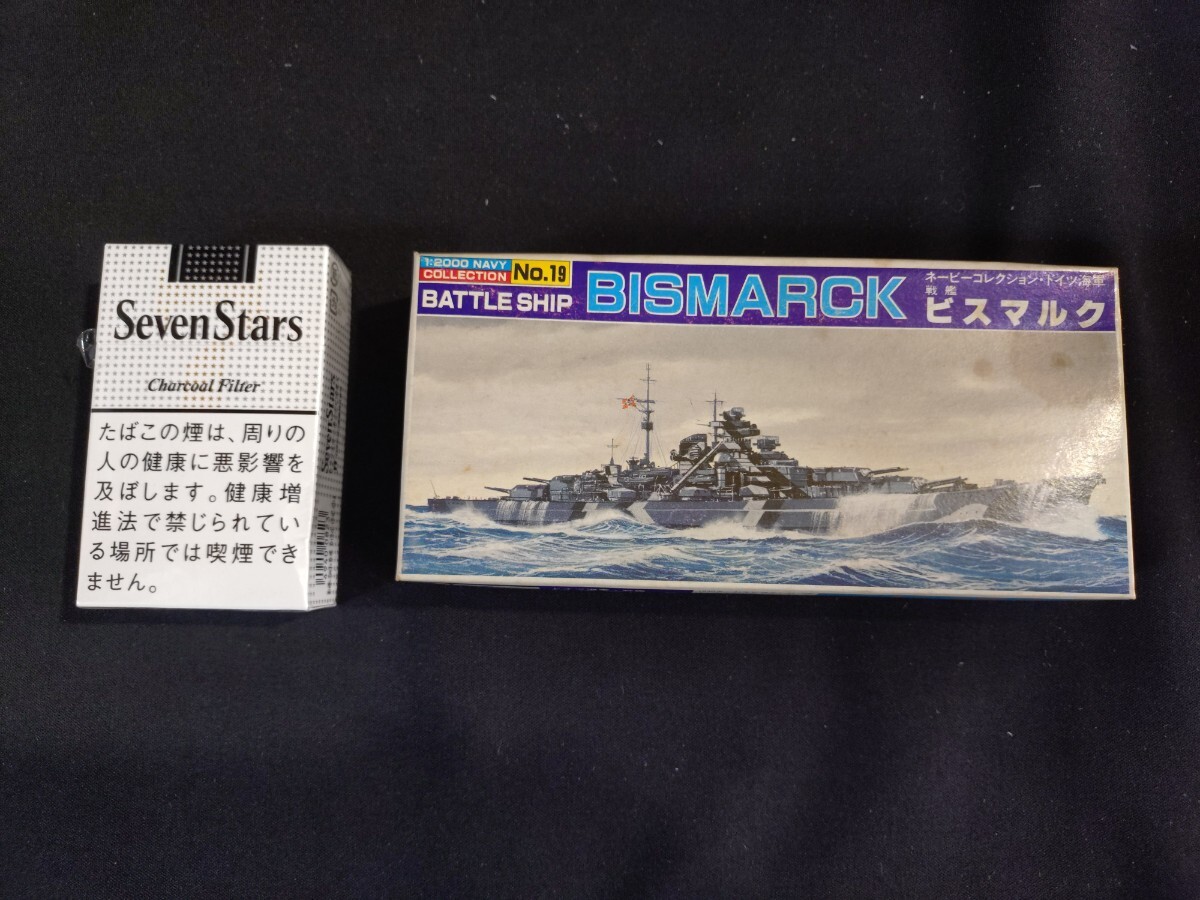 SevenStars
Charcoal Filter
たばこの煙は、周りの
人の健康に悪影響を
及ぼします。健康増
進法で禁じられてい
る場所では喫煙でき
ません。
SevenStars
1:2000 NAVY
COLLECTION No.19
BATTLE SHIP BISMARCK
ネービーコレクション・ドイツ海軍
戦艦
ビスマルク